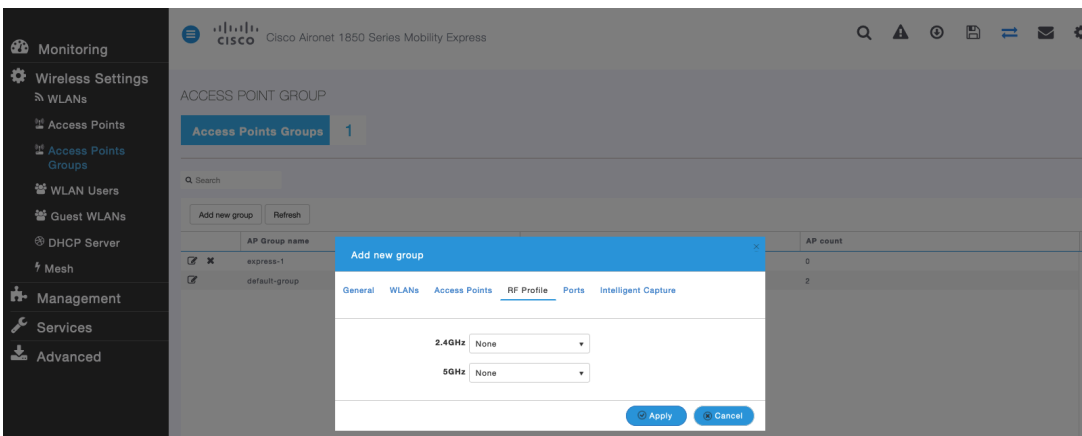 Monitoring
Wireless Settings
WLANs
Access Points
Access Points
Groups
WLAN Users
Guest WLANs
DHCP Server
Mesh
Management
Services
Advanced
CISCO Cisco Aironet 1850 Series Mobility Express
ACCESS POINT GROUP
Access Points Groups 1
Search
Add new group Refresh
AP Group name AP count
express-1 0
default-group 2
Add new group
General WLANs Access Points RF Profile Ports Intelligent Capture
2.4GHz None
5GHz None
Apply Cancel